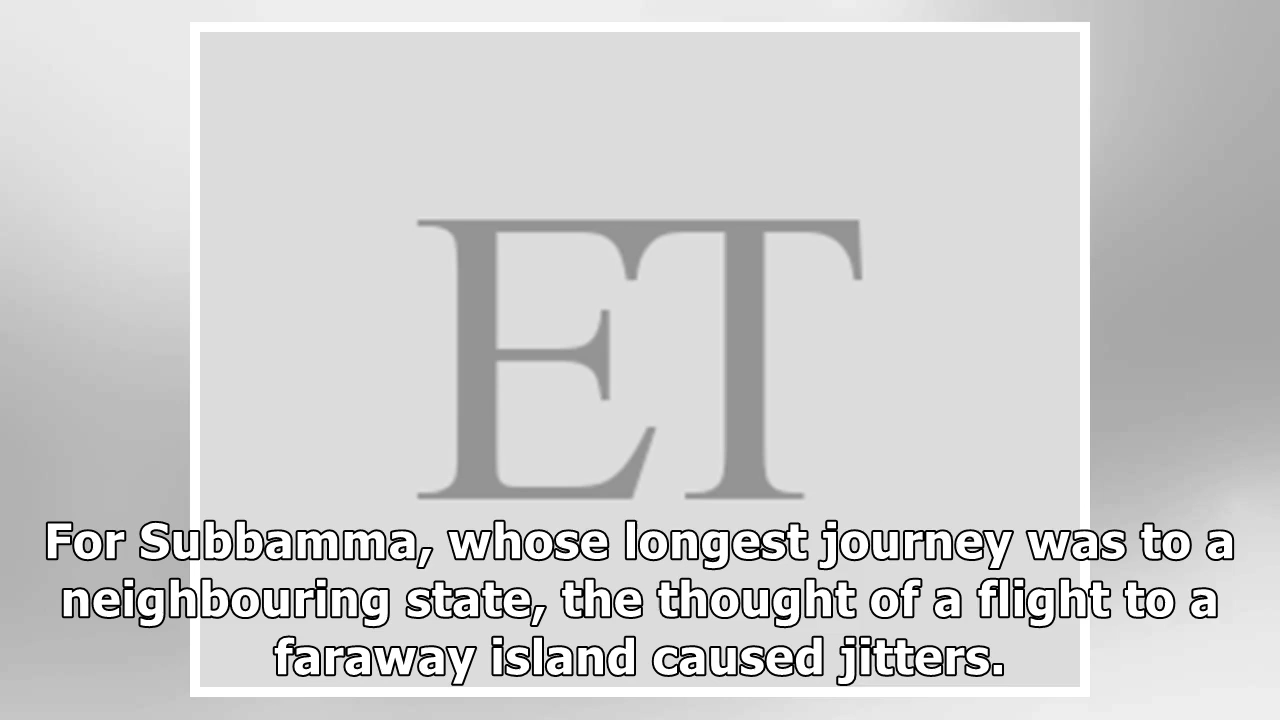 ET
For Subbamma, whose longest journey was to a
neighbouring state, the thought of a flight to a
faraway island caused jitters.